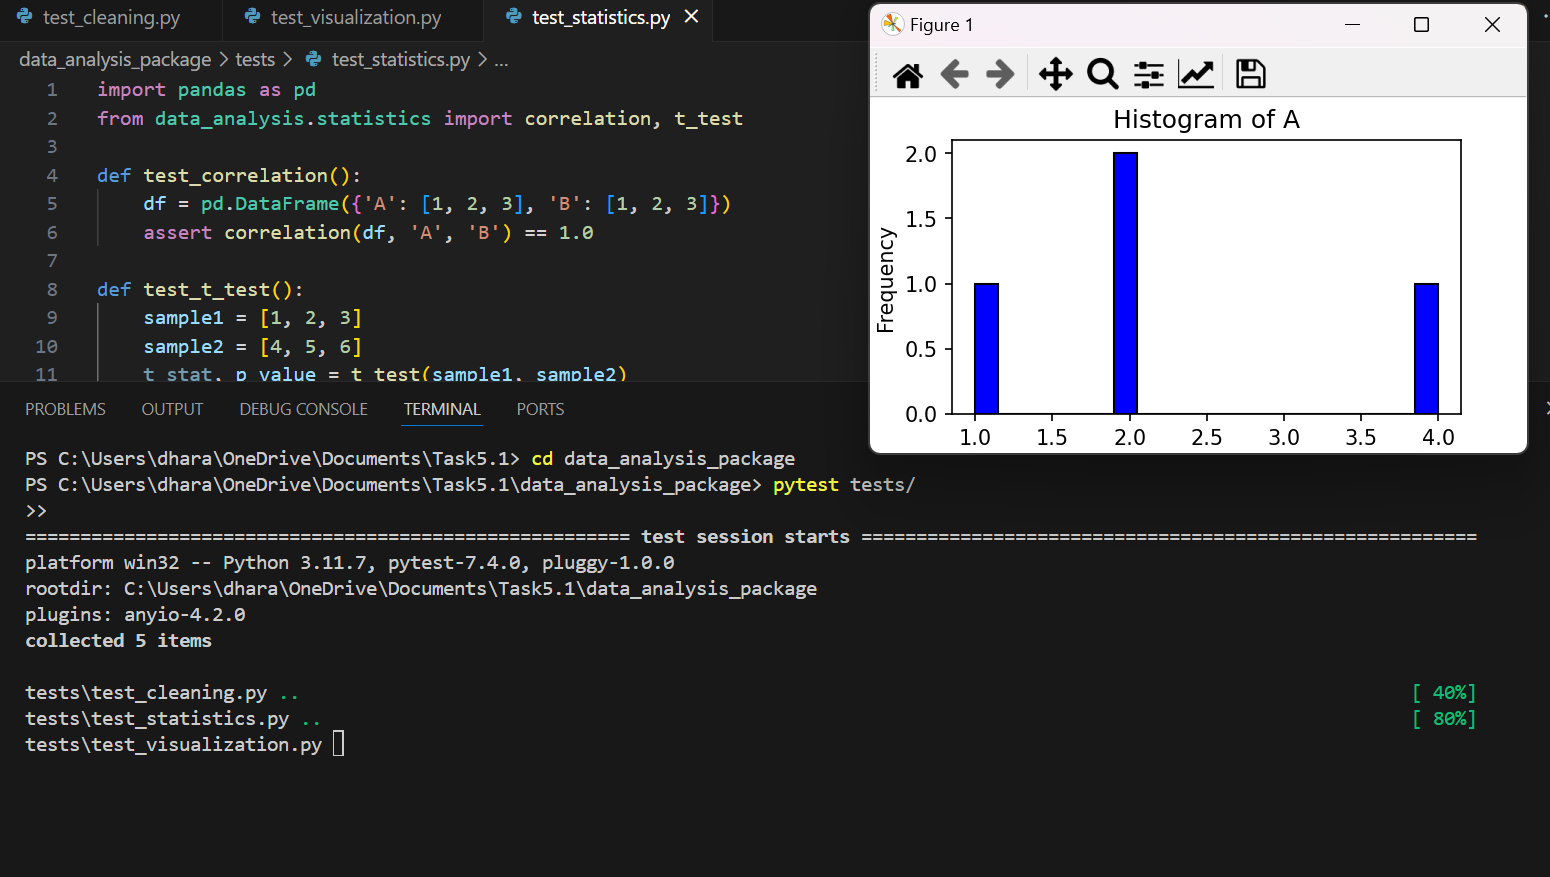 test_cleaning.py
test_visualization.py
test_statistics.py
data_analysis_package > tests > test_statistics.py > ...
1 import pandas as pd
2 from data_analysis.statistics import correlation, t_test
3
4 def test_correlation():
5 df = pd.DataFrame({'A': [1, 2, 3], 'B': [1, 2, 3]})
6 assert correlation(df, 'A', 'B') == 1.0
7
8 def test_t_test():
9 sample1 = [1, 2, 3]
10 sample2 = [4, 5, 6]
11 t_stat, p_value = t_test(sample1, sample2)
Figure 1
Histogram of A
Frequency
2.0
1.5
1.0
0.5
0.0
1.0 1.5 2.0 2.5 3.0 3.5 4.0
PROBLEMS OUTPUT DEBUG CONSOLE TERMINAL PORTS
PS C:\Users\dhara\OneDrive\Documents\Task5.1> cd data_analysis_package
PS C:\Users\dhara\OneDrive\Documents\Task5.1\data_analysis_package> pytest tests/
>>
======================================================= test session starts ========================================================
platform win32 -- Python 3.11.7, pytest-7.4.0, pluggy-1.0.0
rootdir: C:\Users\dhara\OneDrive\Documents\Task5.1\data_analysis_package
plugins: anyio-4.2.0
collected 5 items
tests\test_cleaning.py .. [ 40%]
tests\test_statistics.py .. [ 80%]
tests\test_visualization.py